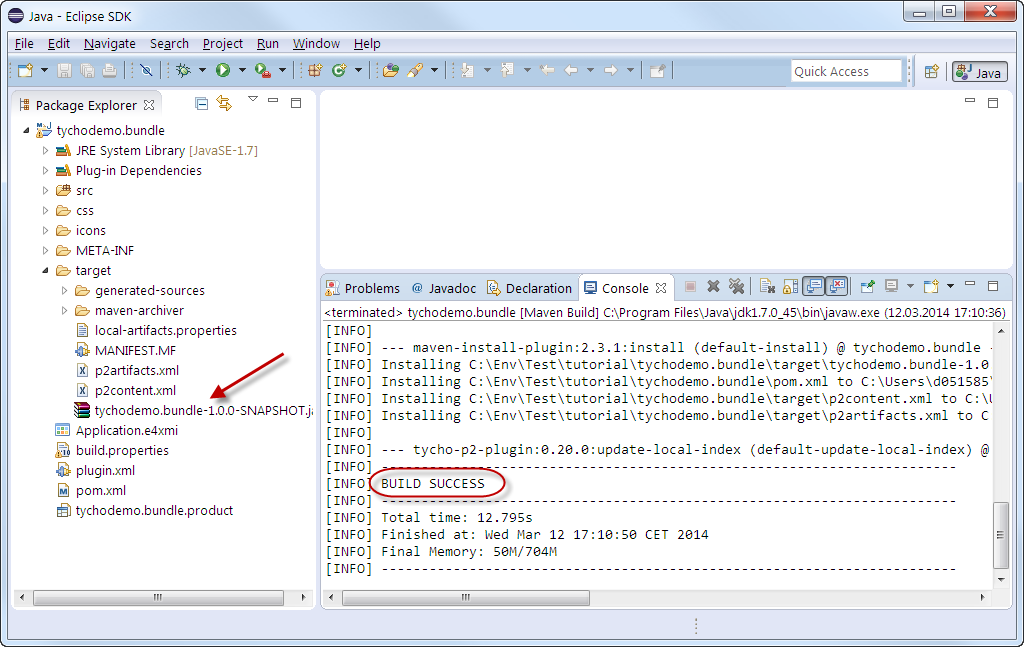 Java - Eclipse SDK
File Edit Navigate Search Project Run Window Help
Quick Access
Java
Package Explorer
tychodemo.bundle
JRE System Library [JavaSE-1.7]
Plug-in Dependencies
src
css
icons
META-INF
target
generated-sources
maven-archiver
local-artifacts.properties
MANIFEST.MF
p2artifacts.xml
p2content.xml
tychodemo.bundle-1.0.0-SNAPSHOT.ja
Application.e4xmi
build.properties
plugin.xml
pom.xml
tychodemo.bundle.product
Problems @ Javadoc Declaration Console
<terminated> tychodemo.bundle [Maven Build] C:\Program Files\Java\jdk1.7.0_45\bin\javaw.exe (12.03.2014 17:10:36)
[INFO]
[INFO] --- maven-install-plugin:2.3.1:install (default-install) @ tychodemo.bundle -
[INFO] Installing C:\Env\Test\tutorial\tychodemo.bundle\target\tychodemo.bundle-1.0
[INFO] Installing C:\Env\Test\tutorial\tychodemo.bundle\pom.xml to C:\Users\d051585\
[INFO] Installing C:\Env\Test\tutorial\tychodemo.bundle\target\p2content.xml to C:\U
[INFO] Installing C:\Env\Test\tutorial\tychodemo.bundle\target\p2artifacts.xml to C
[INFO]
[INFO] --- tycho-p2-plugin:0.20.0:update-local-index (default-update-local-index) @
[INFO] ------------------------------------------------------------------------
[INFO] BUILD SUCCESS
[INFO] ------------------------------------------------------------------------
[INFO] Total time: 12.795s
[INFO] Finished at: Wed Mar 12 17:10:50 CET 2014
[INFO] Final Memory: 50M/704M
[INFO] ------------------------------------------------------------------------